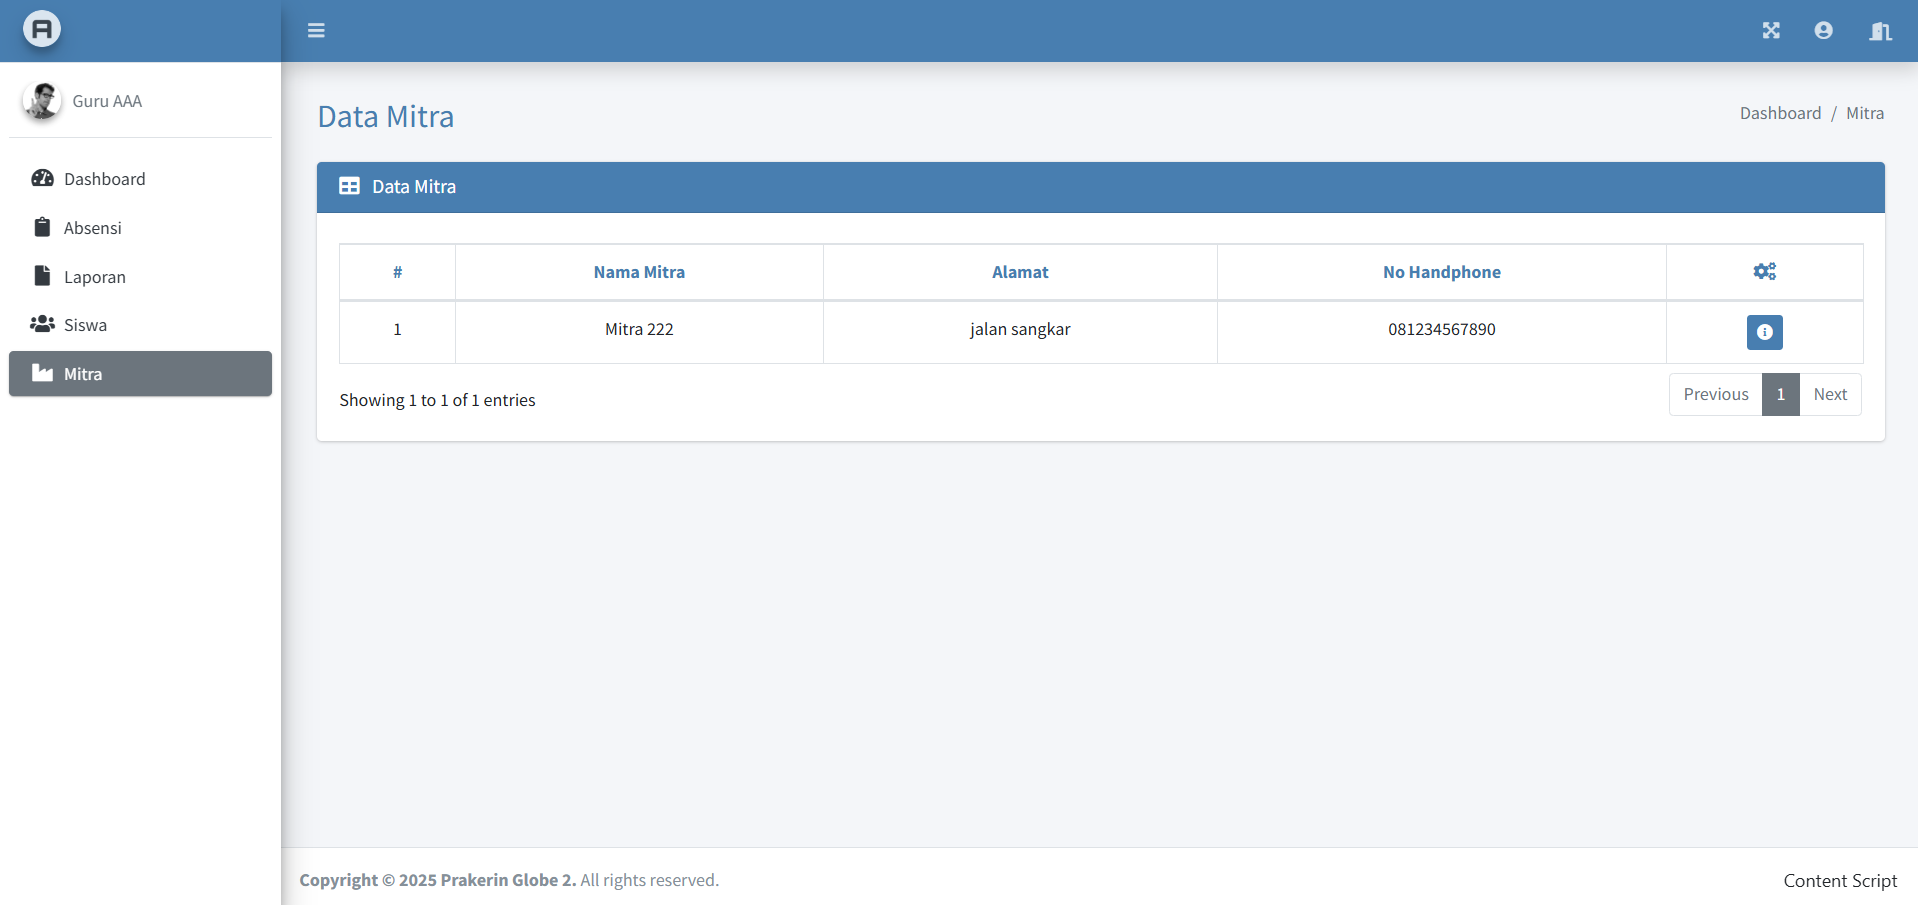 A
Guru AAA
Dashboard
Absensi
Laporan
Siswa
Mitra
Data Mitra
Dashboard / Mitra
Data Mitra
# Nama Mitra Alamat No Handphone
1 Mitra 222 jalan sangkar 081234567890
Showing 1 to 1 of 1 entries
Previous 1 Next
Copyright © 2025 Prakerin Globe 2. All rights reserved.
Content Script